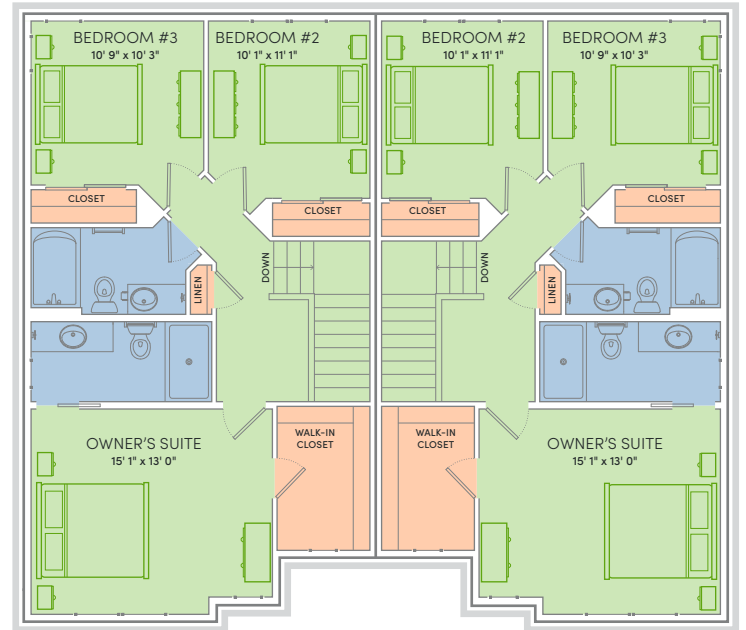 BEDROOM #3
10' 9" x 10' 3"
BEDROOM #2
10' 1" x 11' 1"
BEDROOM #2
10' 1" x 11' 1"
BEDROOM #3
10' 9" x 10' 3"
CLOSET
CLOSET
CLOSET
CLOSET
LINEN
DOWN
DOWN
LINEN
OWNER'S SUITE
15' 1" x 13' 0"
WALK-IN
CLOSET
WALK-IN
CLOSET
OWNER'S SUITE
15' 1" x 13' 0"